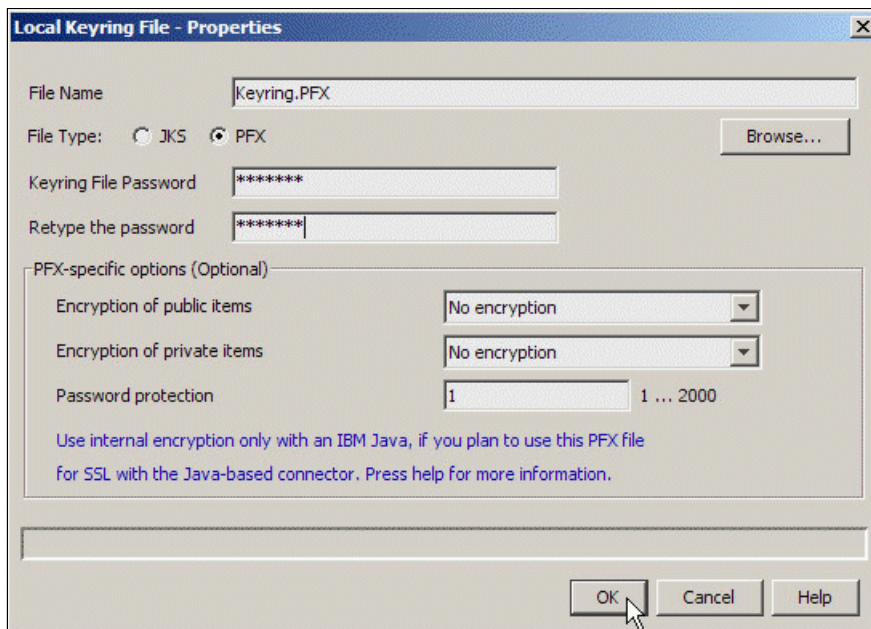 Local Keyring File - Properties
File Name Keyring.PFX
File Type: JKS PFX Browse...
Keyring File Password *******
Retype the password *******
PFX-specific options (Optional)
Encryption of public items No encryption
Encryption of private items No encryption
Password protection 1 1 ... 2000
Use internal encryption only with an IBM Java, if you plan to use this PFX file
for SSL with the Java-based connector. Press help for more information.
OK Cancel Help